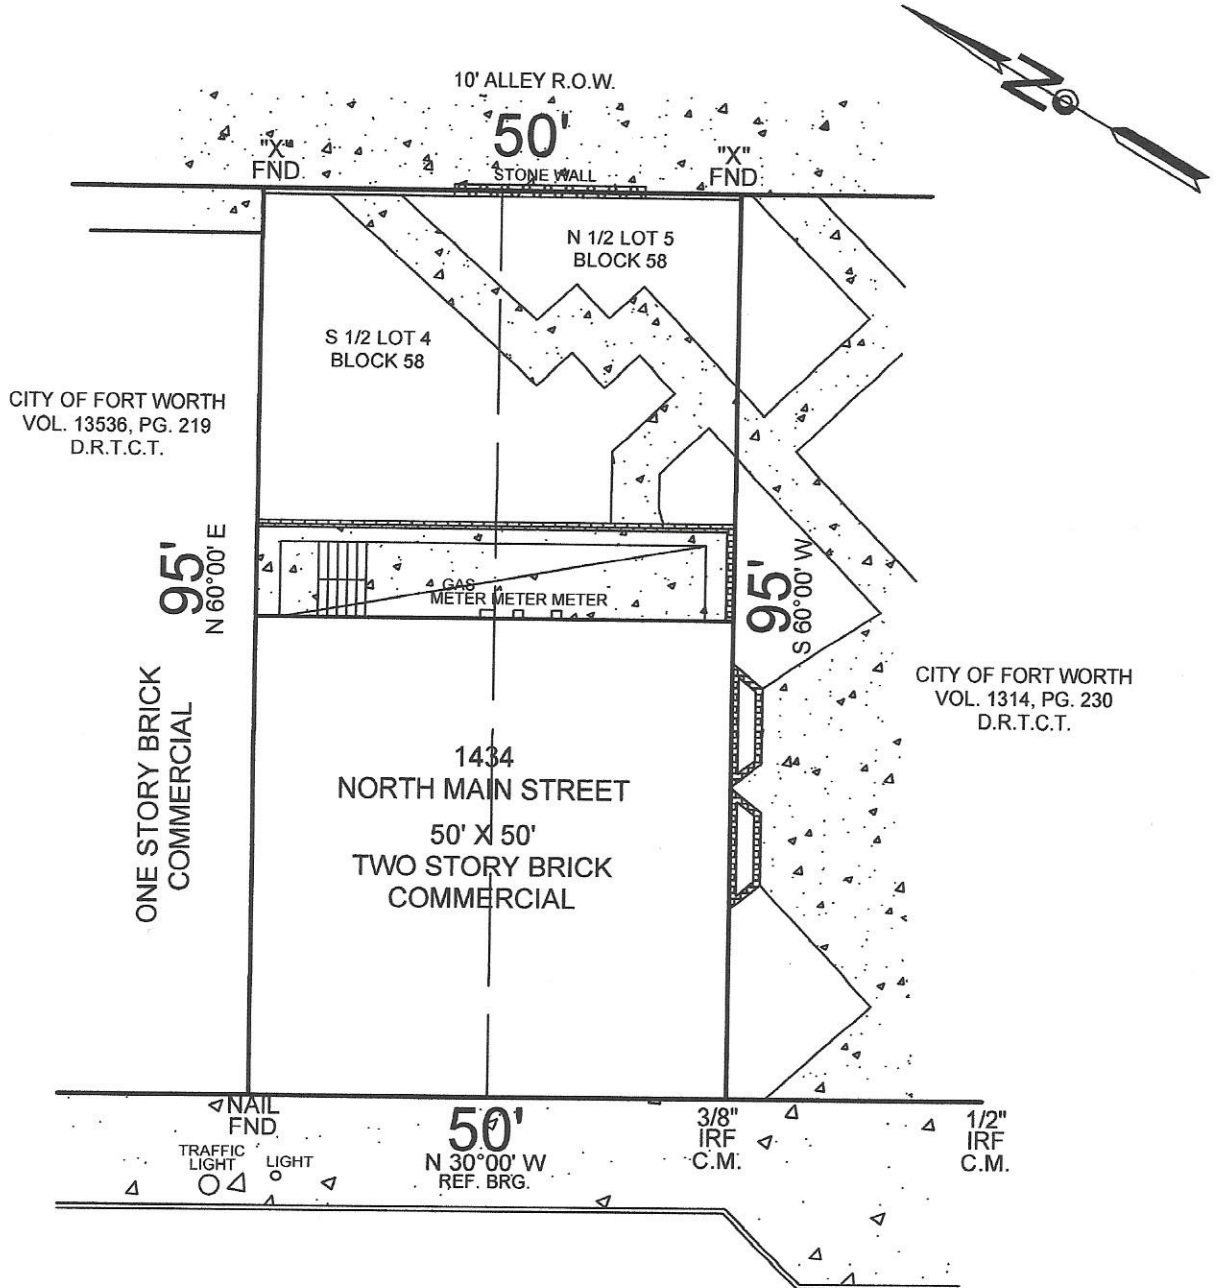 N
10' ALLEY R.O.W.
50'
"X"
FND.
"X"
FND
STONE WALL
N 1/2 LOT 5
BLOCK 58
S 1/2 LOT 4
BLOCK 58
CITY OF FORT WORTH
VOL. 13536, PG. 219
D.R.T.C.T.
95'
N 60°00' E
GAS
METER METER METER
95'
S 60°00' W
CITY OF FORT WORTH
VOL. 1314, PG. 230
D.R.T.C.T.
ONE STORY BRICK
COMMERCIAL
1434
NORTH MAIN STREET
50' X 50'
TWO STORY BRICK
COMMERCIAL
NAIL
FND
50'
N 30°00' W
REF. BRG.
3/8"
IRF
C.M.
1/2"
IRF
C.M.
TRAFFIC
LIGHT
LIGHT